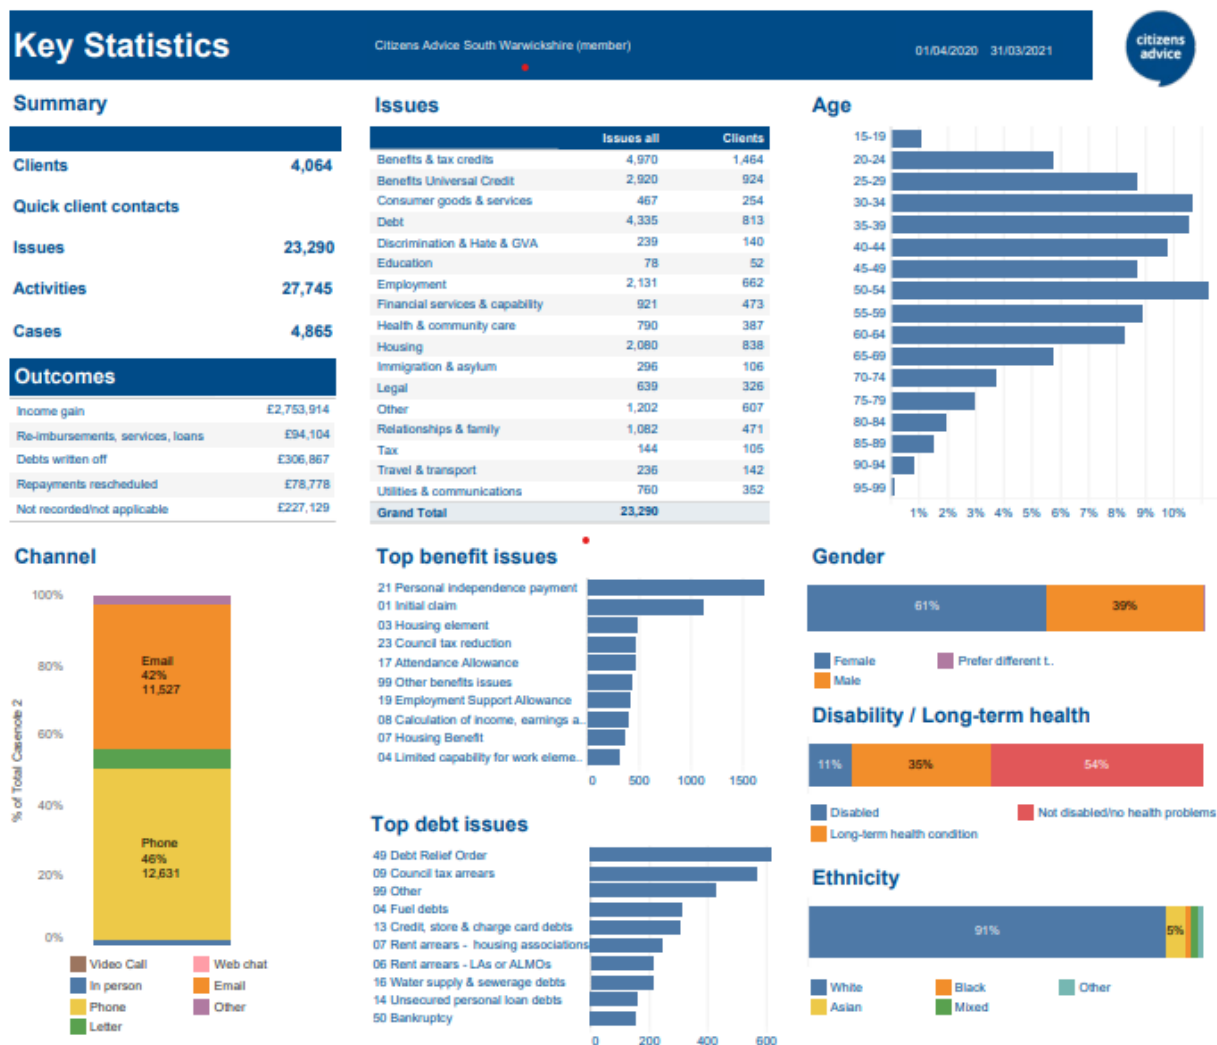 Key Statistics
Citizens Advice South Warwickshire (member)
01/04/2020 31/03/2021
citizens
advice
Summary
Clients 4,064
Quick client contacts
Issues 23,290
Activities 27,745
Cases 4,865
Outcomes
Income gain £2,753,914
Re-imbursements, services, loans £94,104
Debts written off £306,867
Repayments rescheduled £78,778
Not recorded/not applicable £227,129
Issues
Issues all Clients
Benefits & tax credits 4,970 1,464
Benefits Universal Credit 2,920 924
Consumer goods & services 467 254
Debt 4,335 813
Discrimination & Hate & GVA 239 140
Education 78 52
Employment 2,131 662
Financial services & capability 921 473
Health & community care 790 387
Housing 2,080 838
Immigration & asylum 296 106
Legal 639 326
Other 1,202 607
Relationships & family 1,082 471
Tax 144 105
Travel & transport 236 142
Utilities & communications 760 352
Grand Total 23,290
Age
15-19
20-24
25-29
30-34
35-39
40-44
45-49
50-54
55-59
60-64
65-69
70-74
75-79
80-84
85-89
90-94
95-99
1% 2% 3% 4% 5% 6% 7% 8% 9% 10%
Channel
% of Total Casenote 2
100%
80%
60%
40%
20%
0%
Email
42%
11,527
Phone
46%
12,631
Video Call Web chat
In person Email
Phone Other
Letter
Top benefit issues
21 Personal independence payment
01 Initial claim
03 Housing element
23 Council tax reduction
17 Attendance Allowance
99 Other benefits issues
19 Employment Support Allowance
08 Calculation of income, earnings a..
07 Housing Benefit
04 Limited capability for work eleme..
0 500 1000 1500
Top debt issues
49 Debt Relief Order
09 Council tax arrears
99 Other
04 Fuel debts
13 Credit, store & charge card debts
07 Rent arrears - housing associations
06 Rent arrears - LAs or ALMOs
16 Water supply & sewerage debts
14 Unsecured personal loan debts
50 Bankruptcy
0 200 400 600
Gender
61% 39%
Female Prefer different t..
Male
Disability / Long-term health
11% 35% 54%
Disabled Not disabled/no health problems
Long-term health condition
Ethnicity
91% 5%
White Black Other
Asian Mixed